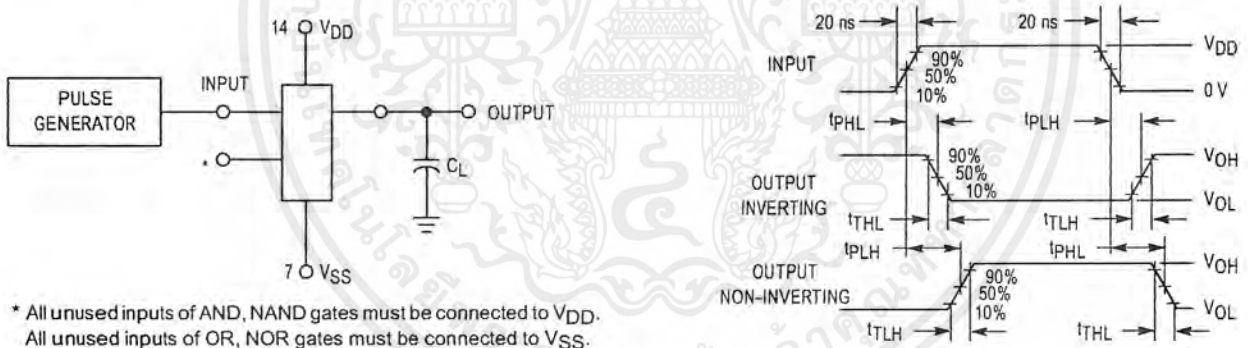 14 VDD
PULSE GENERATOR
INPUT
*
OUTPUT
CL
7 VSS
* All unused inputs of AND, NAND gates must be connected to VDD.
All unused inputs of OR, NOR gates must be connected to VSS.
20 ns
20 ns
INPUT
90%
50%
10%
VDD
0 V
tPHL
tPLH
OUTPUT
INVERTING
90%
50%
10%
VOH
VOL
tTHL
tTLH
tPLH
tPHL
OUTPUT
NON-INVERTING
90%
50%
10%
VOH
VOL
tTLH
tTHL